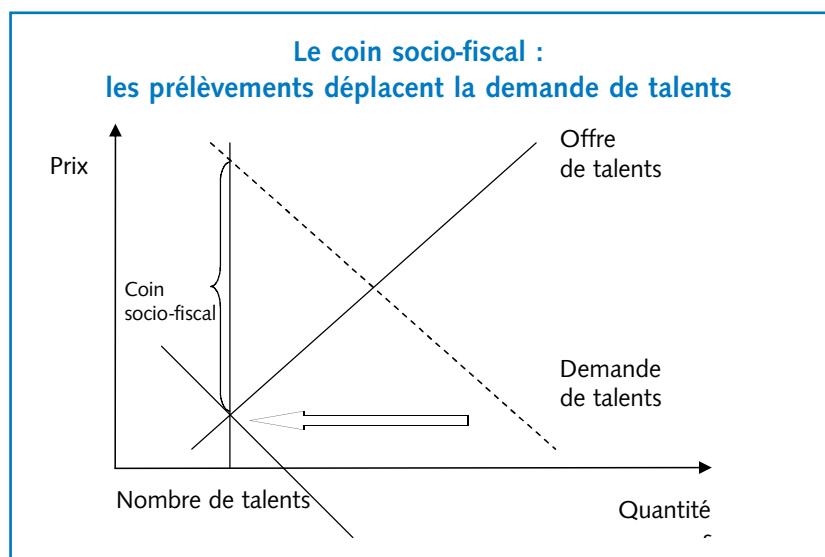 Le coin socio-fiscal :
les prélèvements déplacent la demande de talents
Prix
Offre
de talents
Coin
socio-fiscal
Demande
de talents
Nombre de talents
Quantité